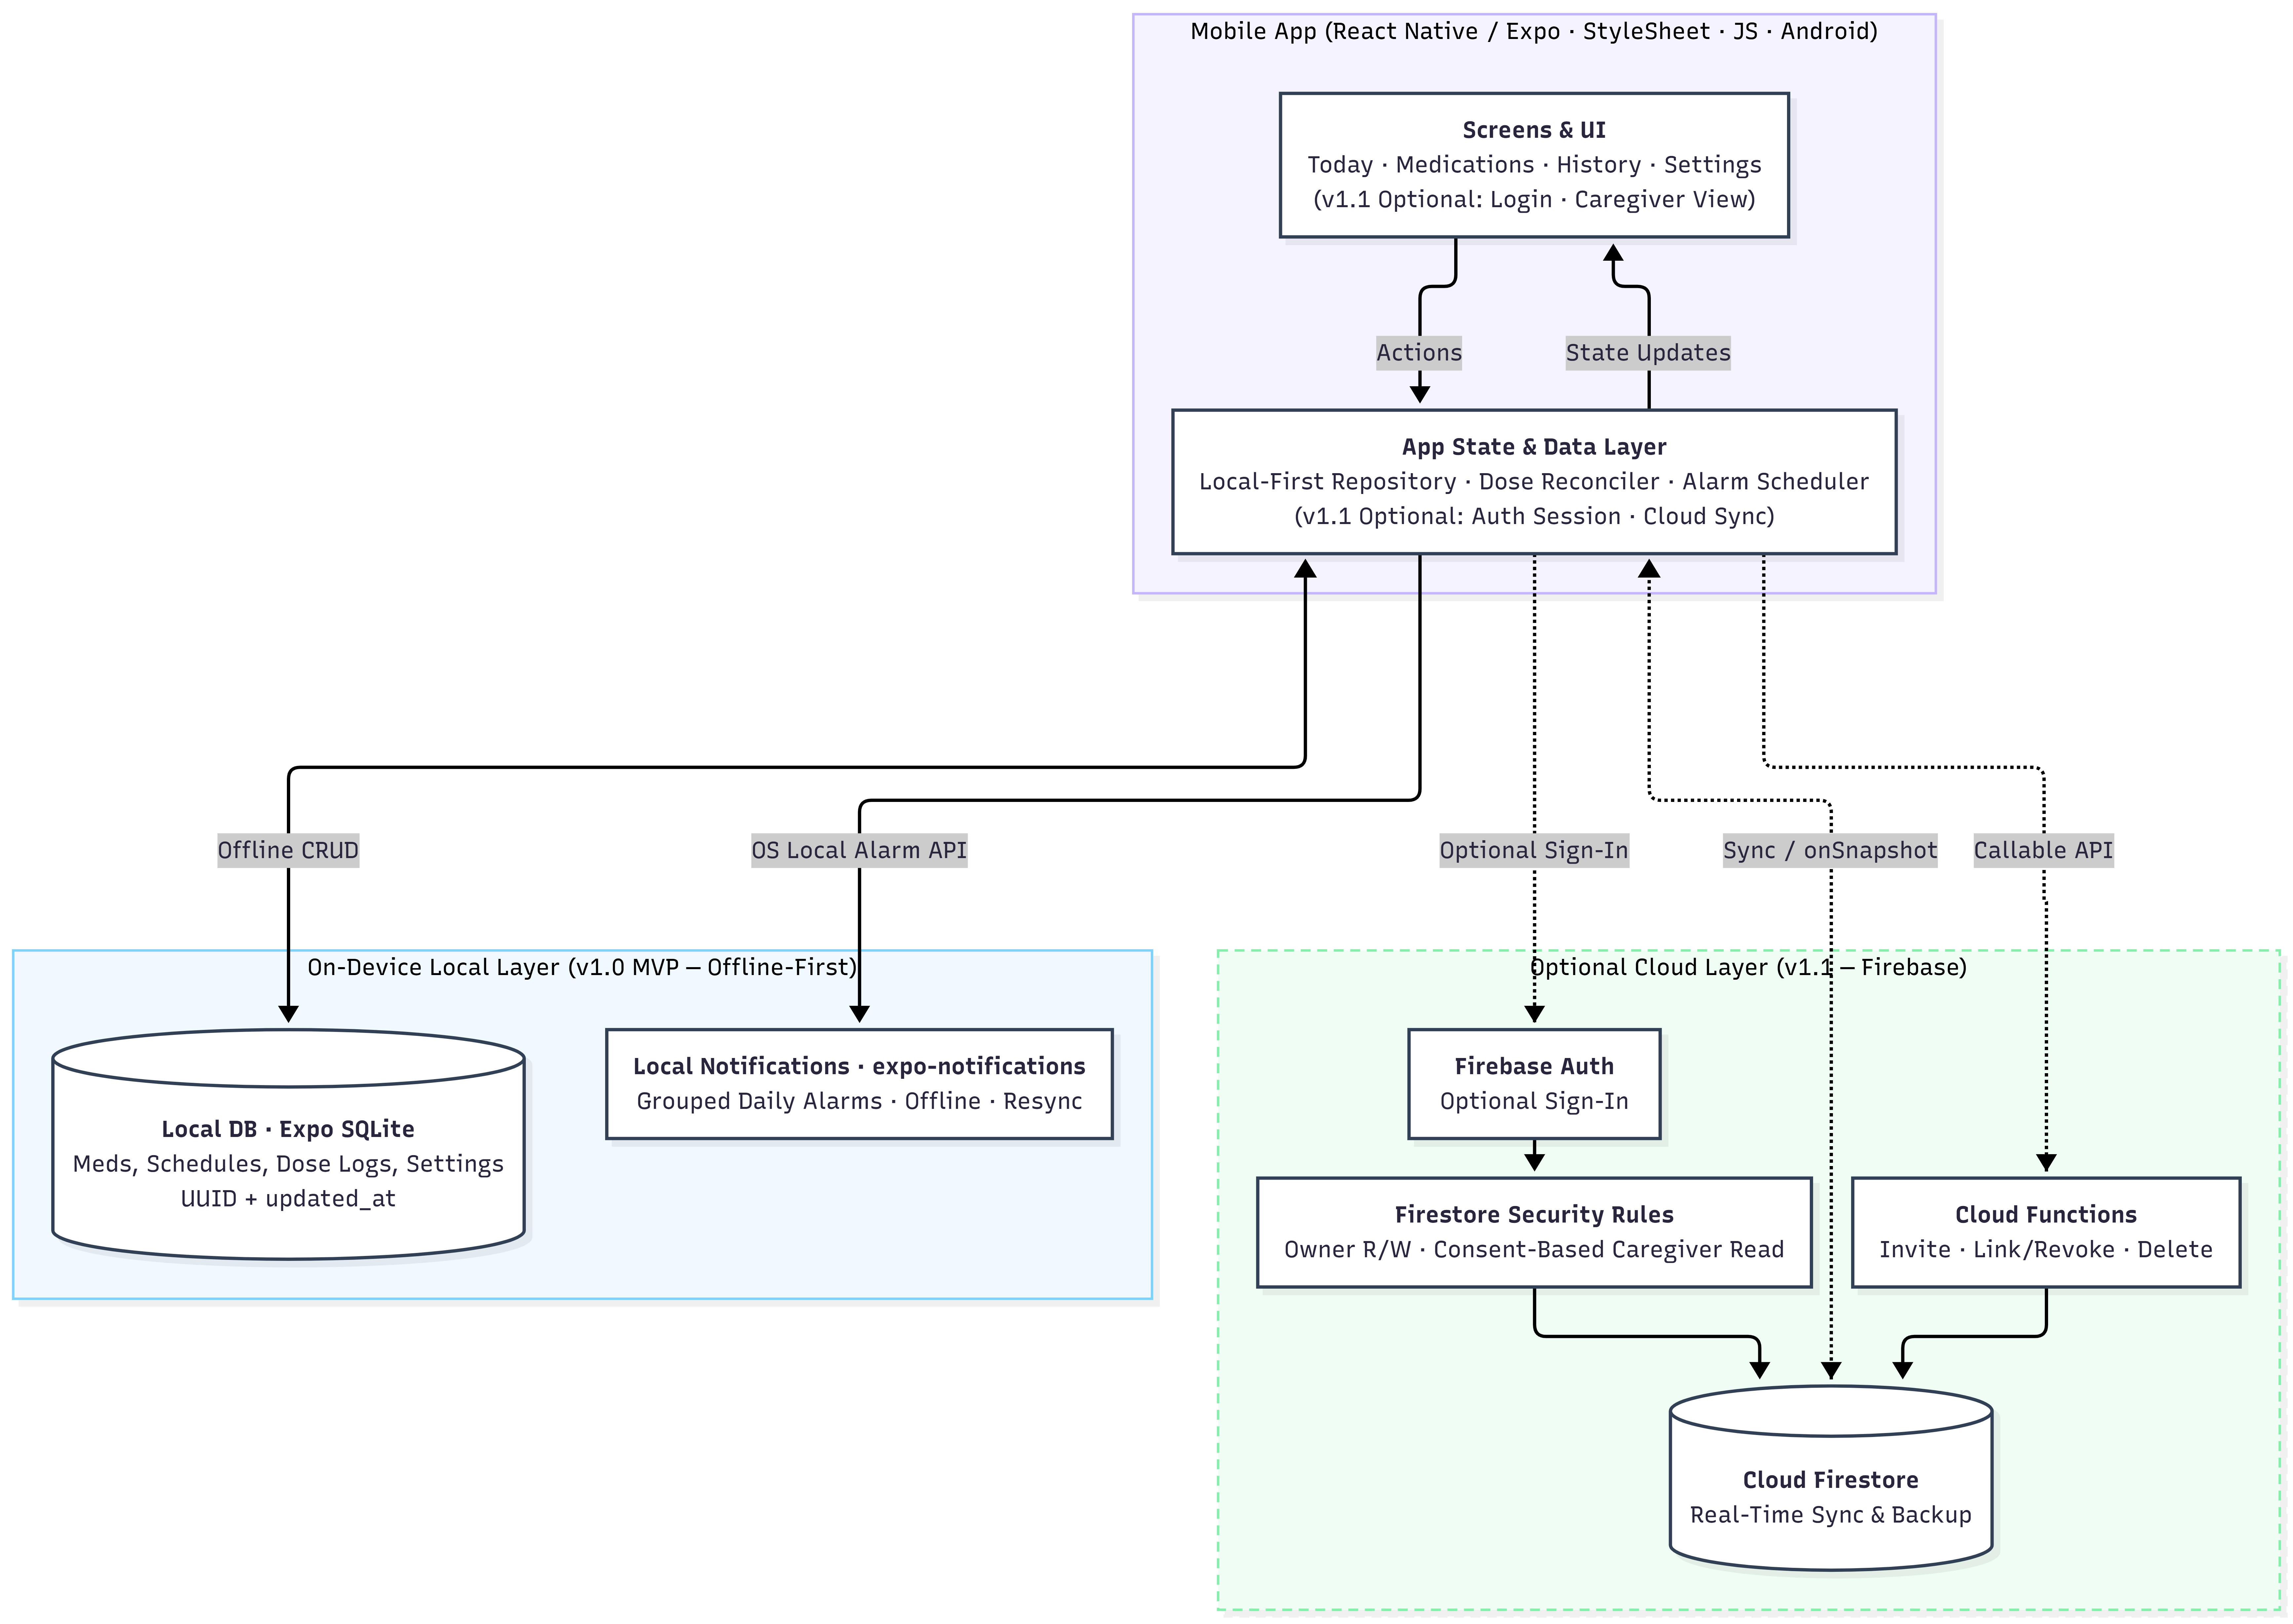 Mobile App (React Native / Expo · StyleSheet · JS · Android)
Screens & UI
Today · Medications · History · Settings
(v1.1 Optional: Login · Caregiver View)
Actions
State Updates
App State & Data Layer
Local-First Repository · Dose Reconciler · Alarm Scheduler
(v1.1 Optional: Auth Session · Cloud Sync)
Offline CRUD
OS Local Alarm API
Optional Sign-In
Sync / onSnapshot
Callable API
On-Device Local Layer (v1.0 MVP — Offline-First)
Local DB · Expo SQLite
Meds, Schedules, Dose Logs, Settings
UUID + updated_at
Local Notifications · expo-notifications
Grouped Daily Alarms · Offline · Resync
Optional Cloud Layer (v1.1 — Firebase)
Firebase Auth
Optional Sign-In
Firestore Security Rules
Owner R/W · Consent-Based Caregiver Read
Cloud Functions
Invite · Link/Revoke · Delete
Cloud Firestore
Real-Time Sync & Backup